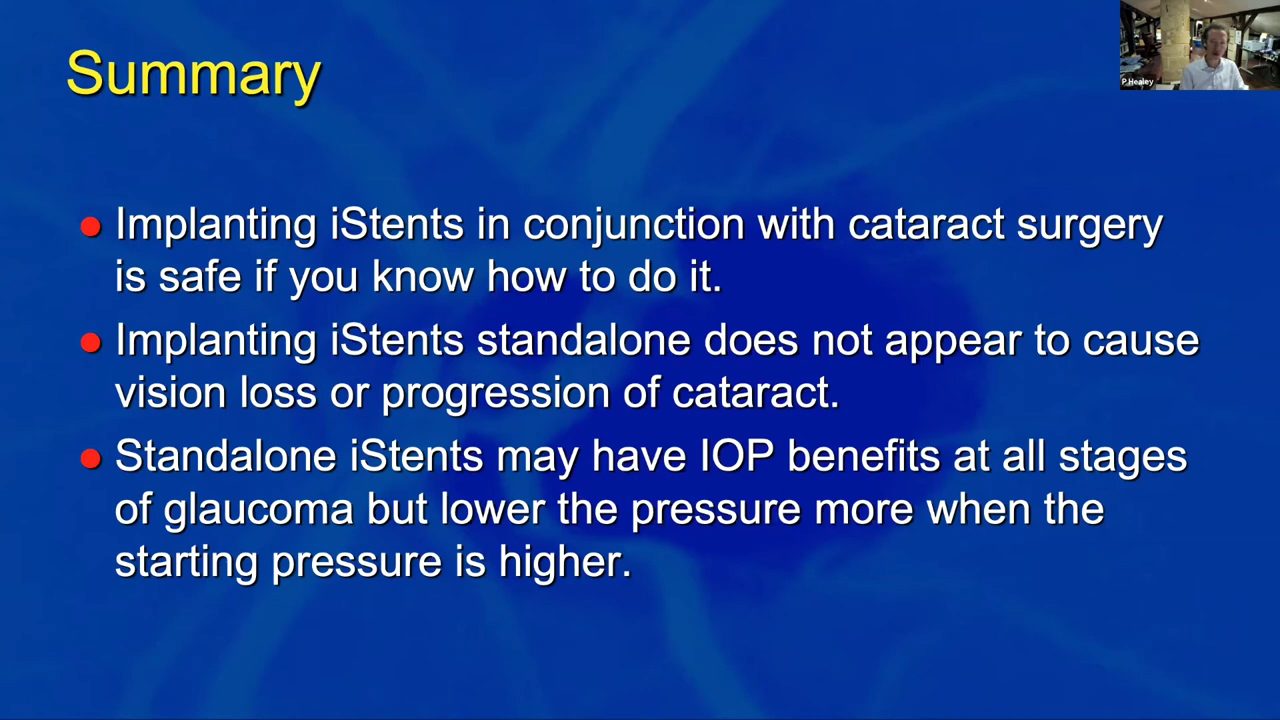 Summary
P.Healey
Implanting iStents in conjunction with cataract surgery
is safe if you know how to do it.
Implanting iStents standalone does not appear to cause
vision loss or progression of cataract.
Standalone iStents may have IOP benefits at all stages
of glaucoma but lower the pressure more when the
starting pressure is higher.